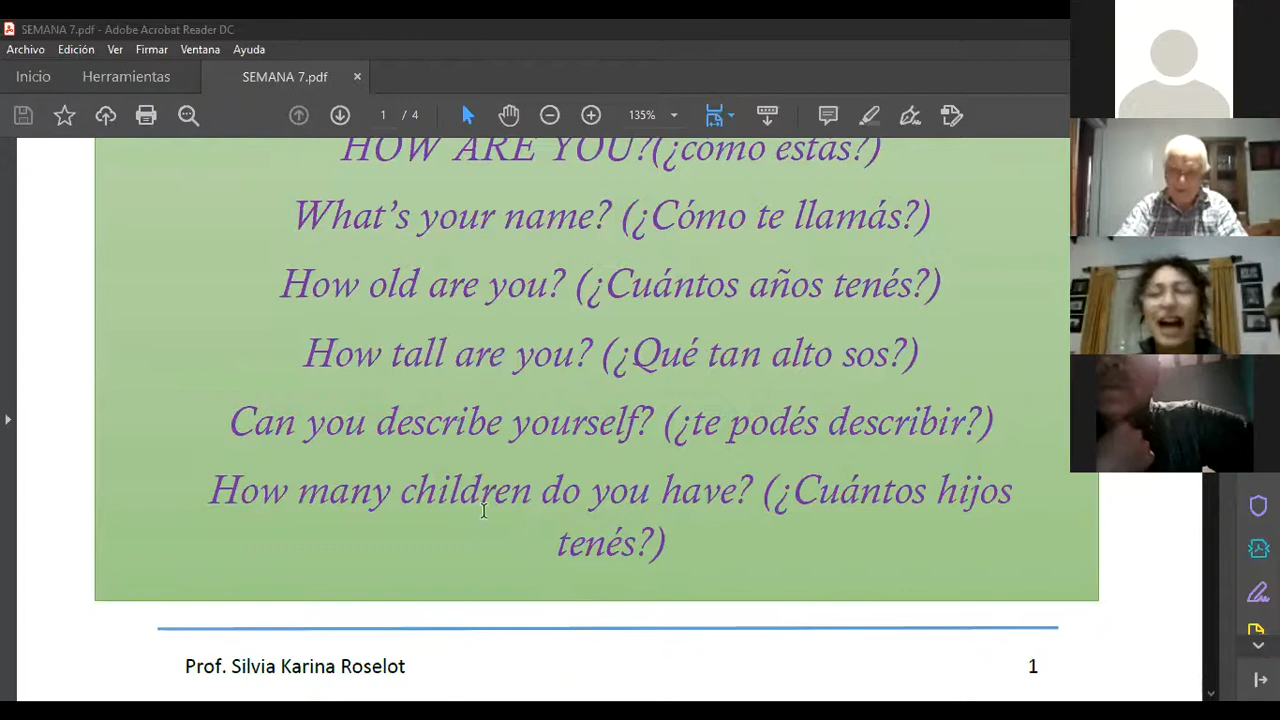 SEMANA 7.pdf - Adobe Acrobat Reader DC
Archivo Edición Ver Firmar Ventana Ayuda
Inicio Herramientas SEMANA 7.pdf ×
1 / 4 135%
HOW ARE YOU?(¿cómo estás?)
What's your name? (¿Cómo te llamás?)
How old are you? (¿Cuántos años tenés?)
How tall are you? (¿Qué tan alto sos?)
Can you describe yourself? (¿te podés describir?)
How many children do you have? (¿Cuántos hijos
tenés?)
Prof. Silvia Karina Roselot 1